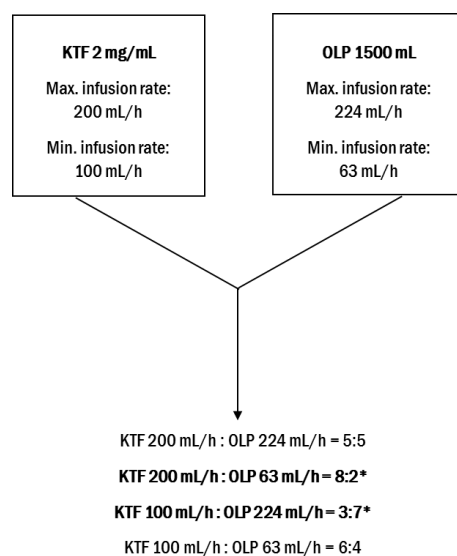 KTF 2 mg/mL
Max. infusion rate:
200 mL/h
Min. infusion rate:
100 mL/h
OLP 1500 mL
Max. infusion rate:
224 mL/h
Min. infusion rate:
63 mL/h
KTF 200 mL/h : OLP 224 mL/h = 5:5
KTF 200 mL/h : OLP 63 mL/h = 8:2*
KTF 100 mL/h : OLP 224 mL/h = 3:7*
KTF 100 mL/h : OLP 63 mL/h = 6:4